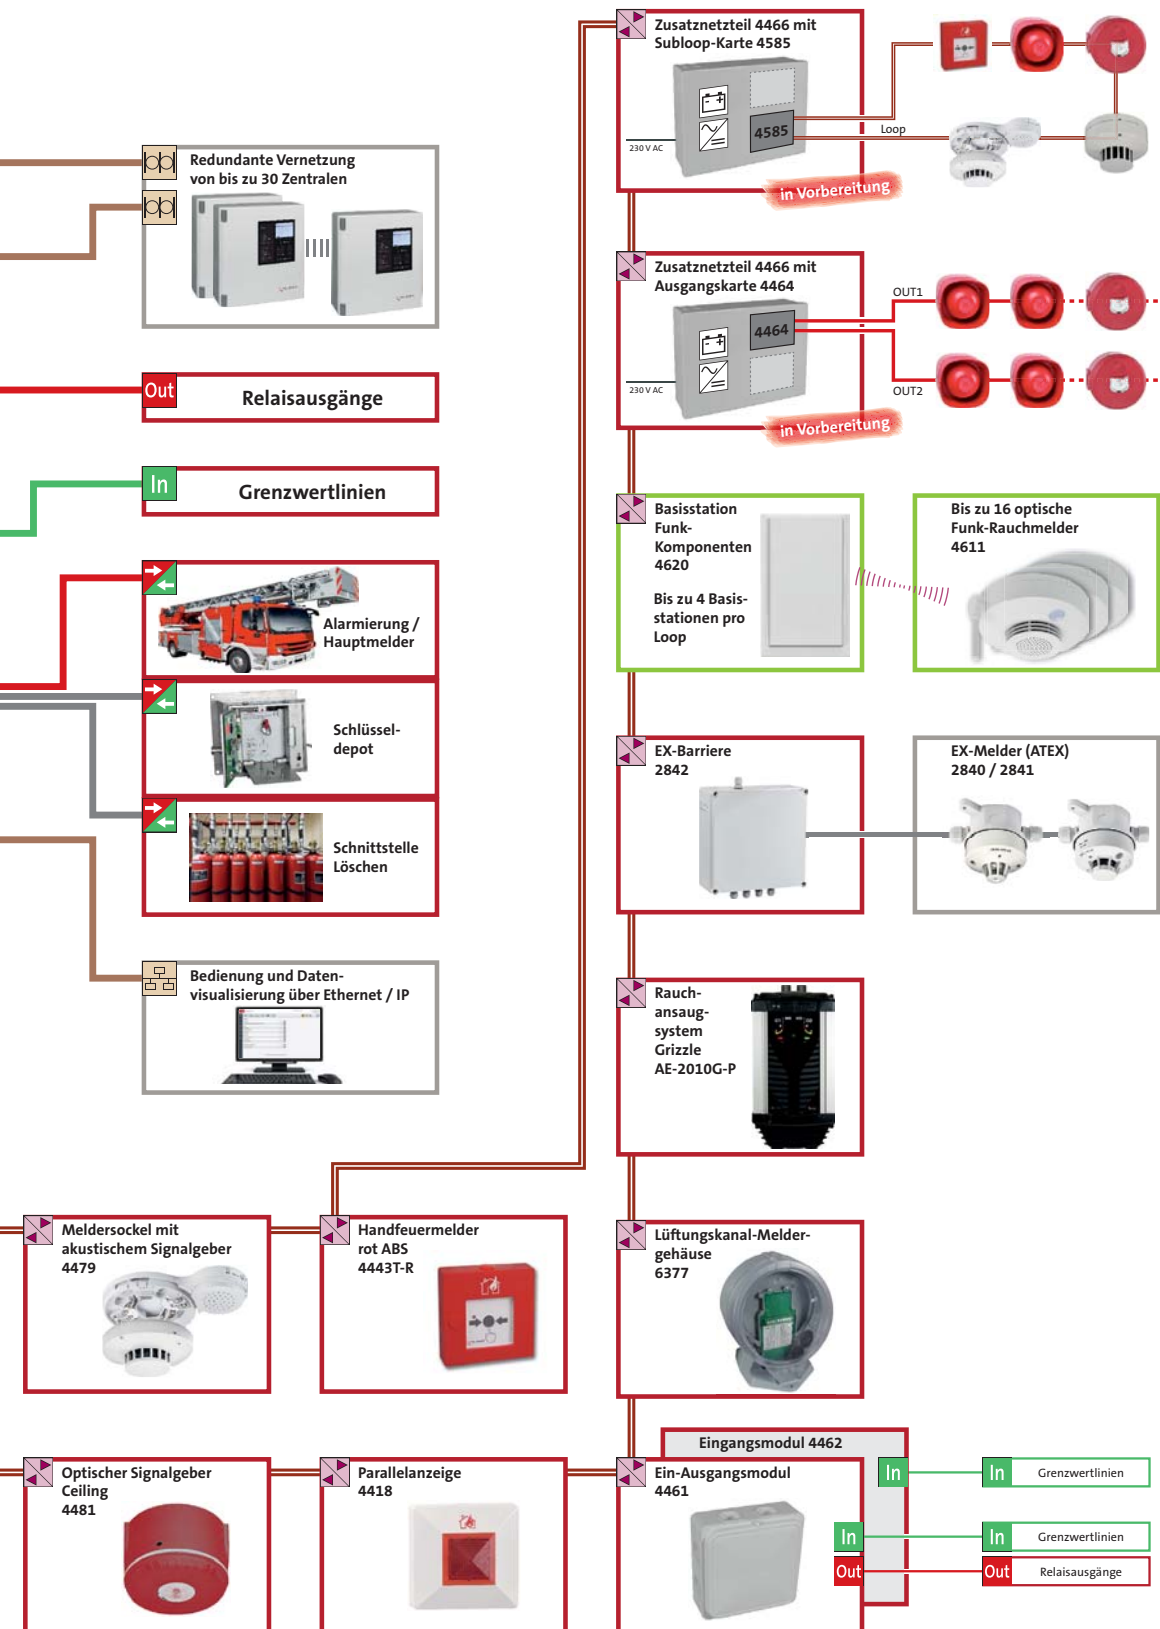 Zusatznetzteil 4466 mit
Subloop-Karte 4585
4585
230 V AC
Loop
in Vorbereitung
Redundante Vernetzung
von bis zu 30 Zentralen
Zusatznetzteil 4466 mit
Ausgangskarte 4464
4464
230 V AC
OUT1
OUT2
in Vorbereitung
Out
Relaisausgänge
In
Grenzwertlinien
Basisstation
Funk-
Komponenten
4620
Bis zu 4 Basis-
stationen pro
Loop
Bis zu 16 optische
Funk-Rauchmelder
4611
Alarmierung /
Hauptmelder
Schlüssel-
depot
Schnittstelle
Löschen
EX-Barriere
2842
EX-Melder (ATEX)
2840 / 2841
Bedienung und Daten-
visualisierung über Ethernet / IP
Rauch-
ansaug-
system
Grizzle
AE-2010G-P
Meldersockel mit
akustischem Signalgeber
4479
Handfeuermelder
rot ABS
4443T-R
Lüftungskanal-Melder-
gehäuse
6377
Optischer Signalgeber
Ceiling
4481
Parallelanzeige
4418
Eingangsmodul 4462
Ein-Ausgangsmodul
4461
In
In
Grenzwertlinien
In
In
Grenzwertlinien
Out
Out
Relaisausgänge